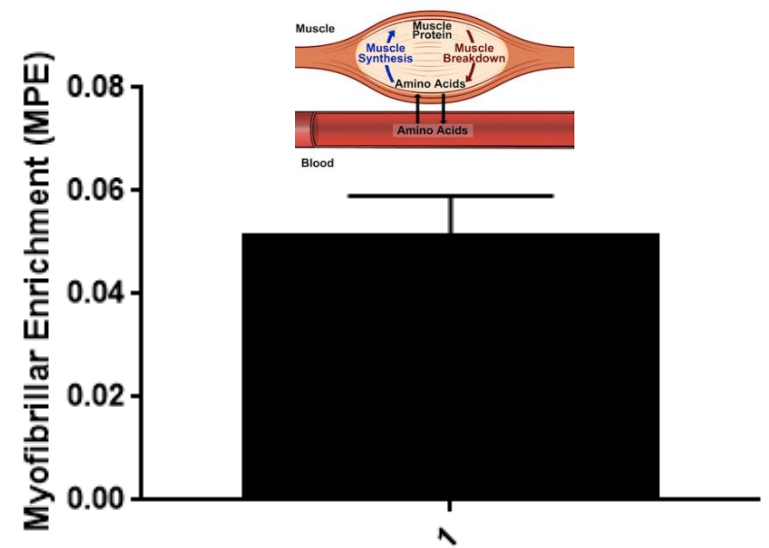 Muscle
Muscle
Protein
Muscle
Synthesis
Muscle
Breakdown
Amino Acids
Amino Acids
Blood
Myofibrillar Enrichment (MPE)
0.08
0.06
0.04
0.02
0.00
1